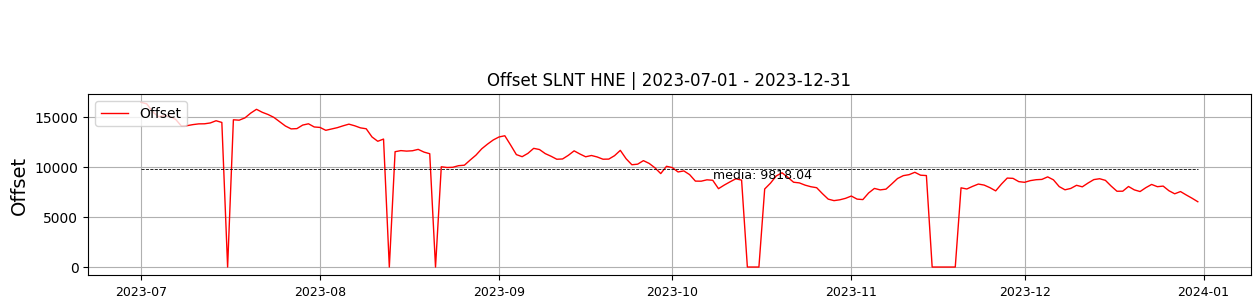 Offset SLNT HNE | 2023-07-01 - 2023-12-31
Offset
Offset
15000
10000
5000
0
media: 9818.04
2023-07
2023-08
2023-09
2023-10
2023-11
2023-12
2024-01